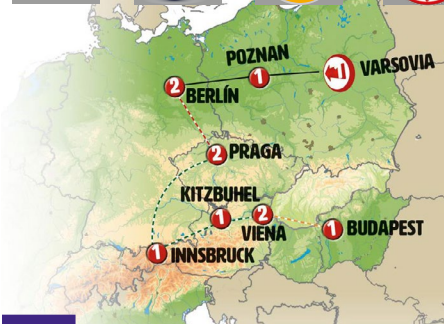 POZNAN
1
1
VARSOVIA
2
BERLÍN
2
PRAGA
KITZBUHEL
1
2
VIENA
1
BUDAPEST
1
INNSBRUCK